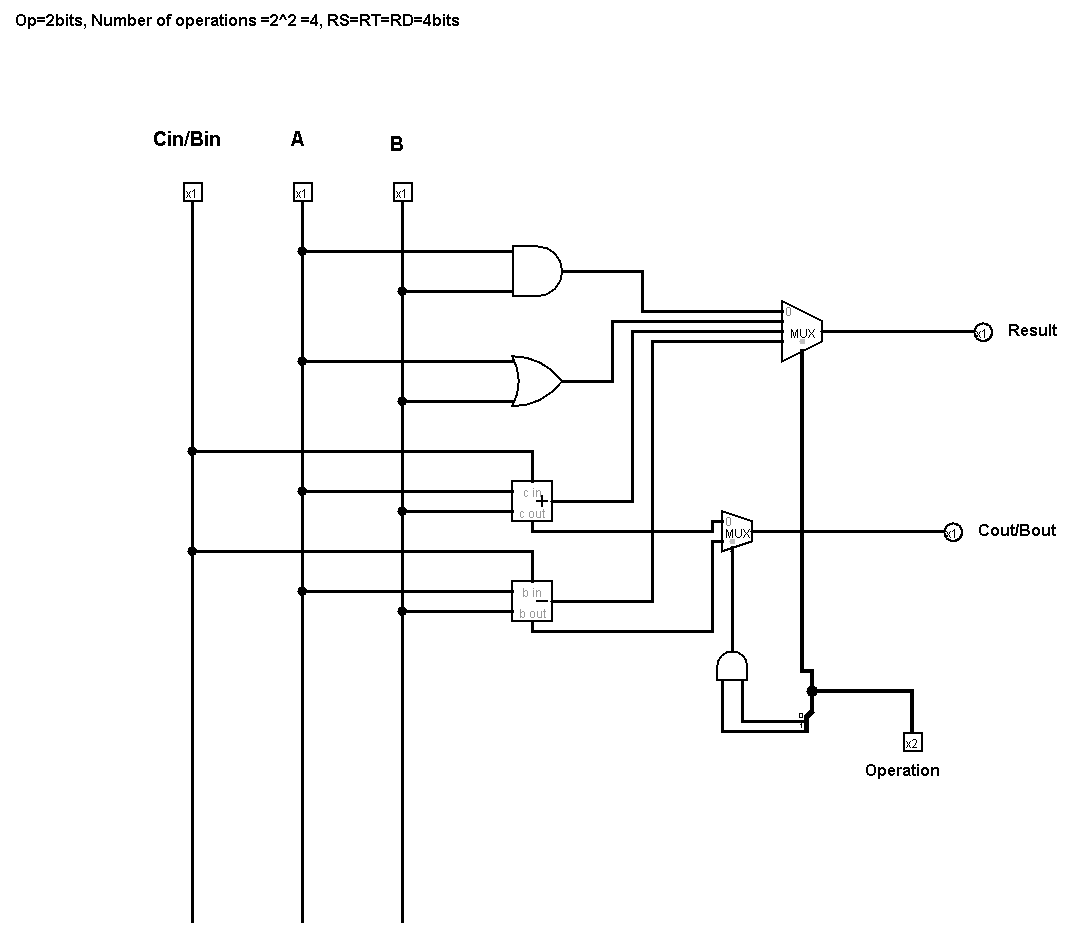 Op=2bits, Number of operations =2^2 =4, RS=RT=RD=4bits
Cin/Bin
A
B
x1
x1
x1
0
MUX
x1
Result
c in
+
c out
0
MUX
x1
Cout/Bout
b in
−
b out
0
1
x2
Operation